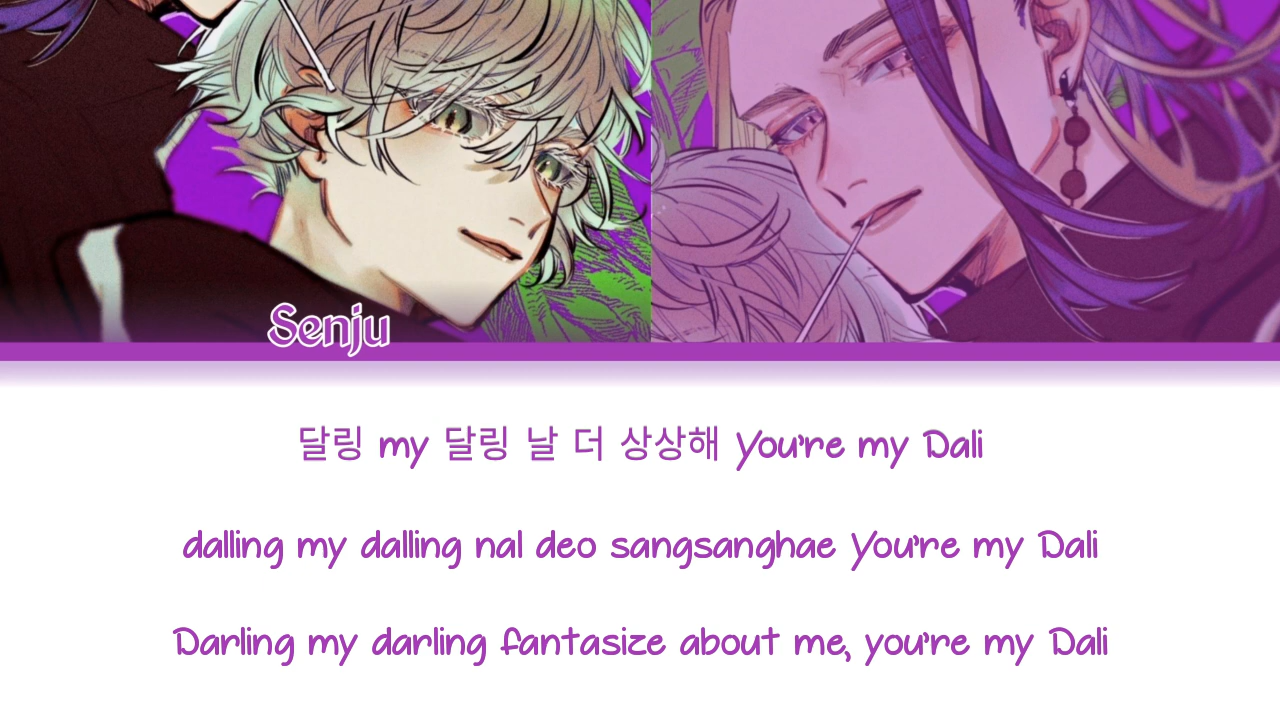 Senju
달링 my 달링 날 더 상상해 You're my Dali
dalling my dalling nal deo sangsanghae You're my Dali
Darling my darling fantasize about me, you're my Dali